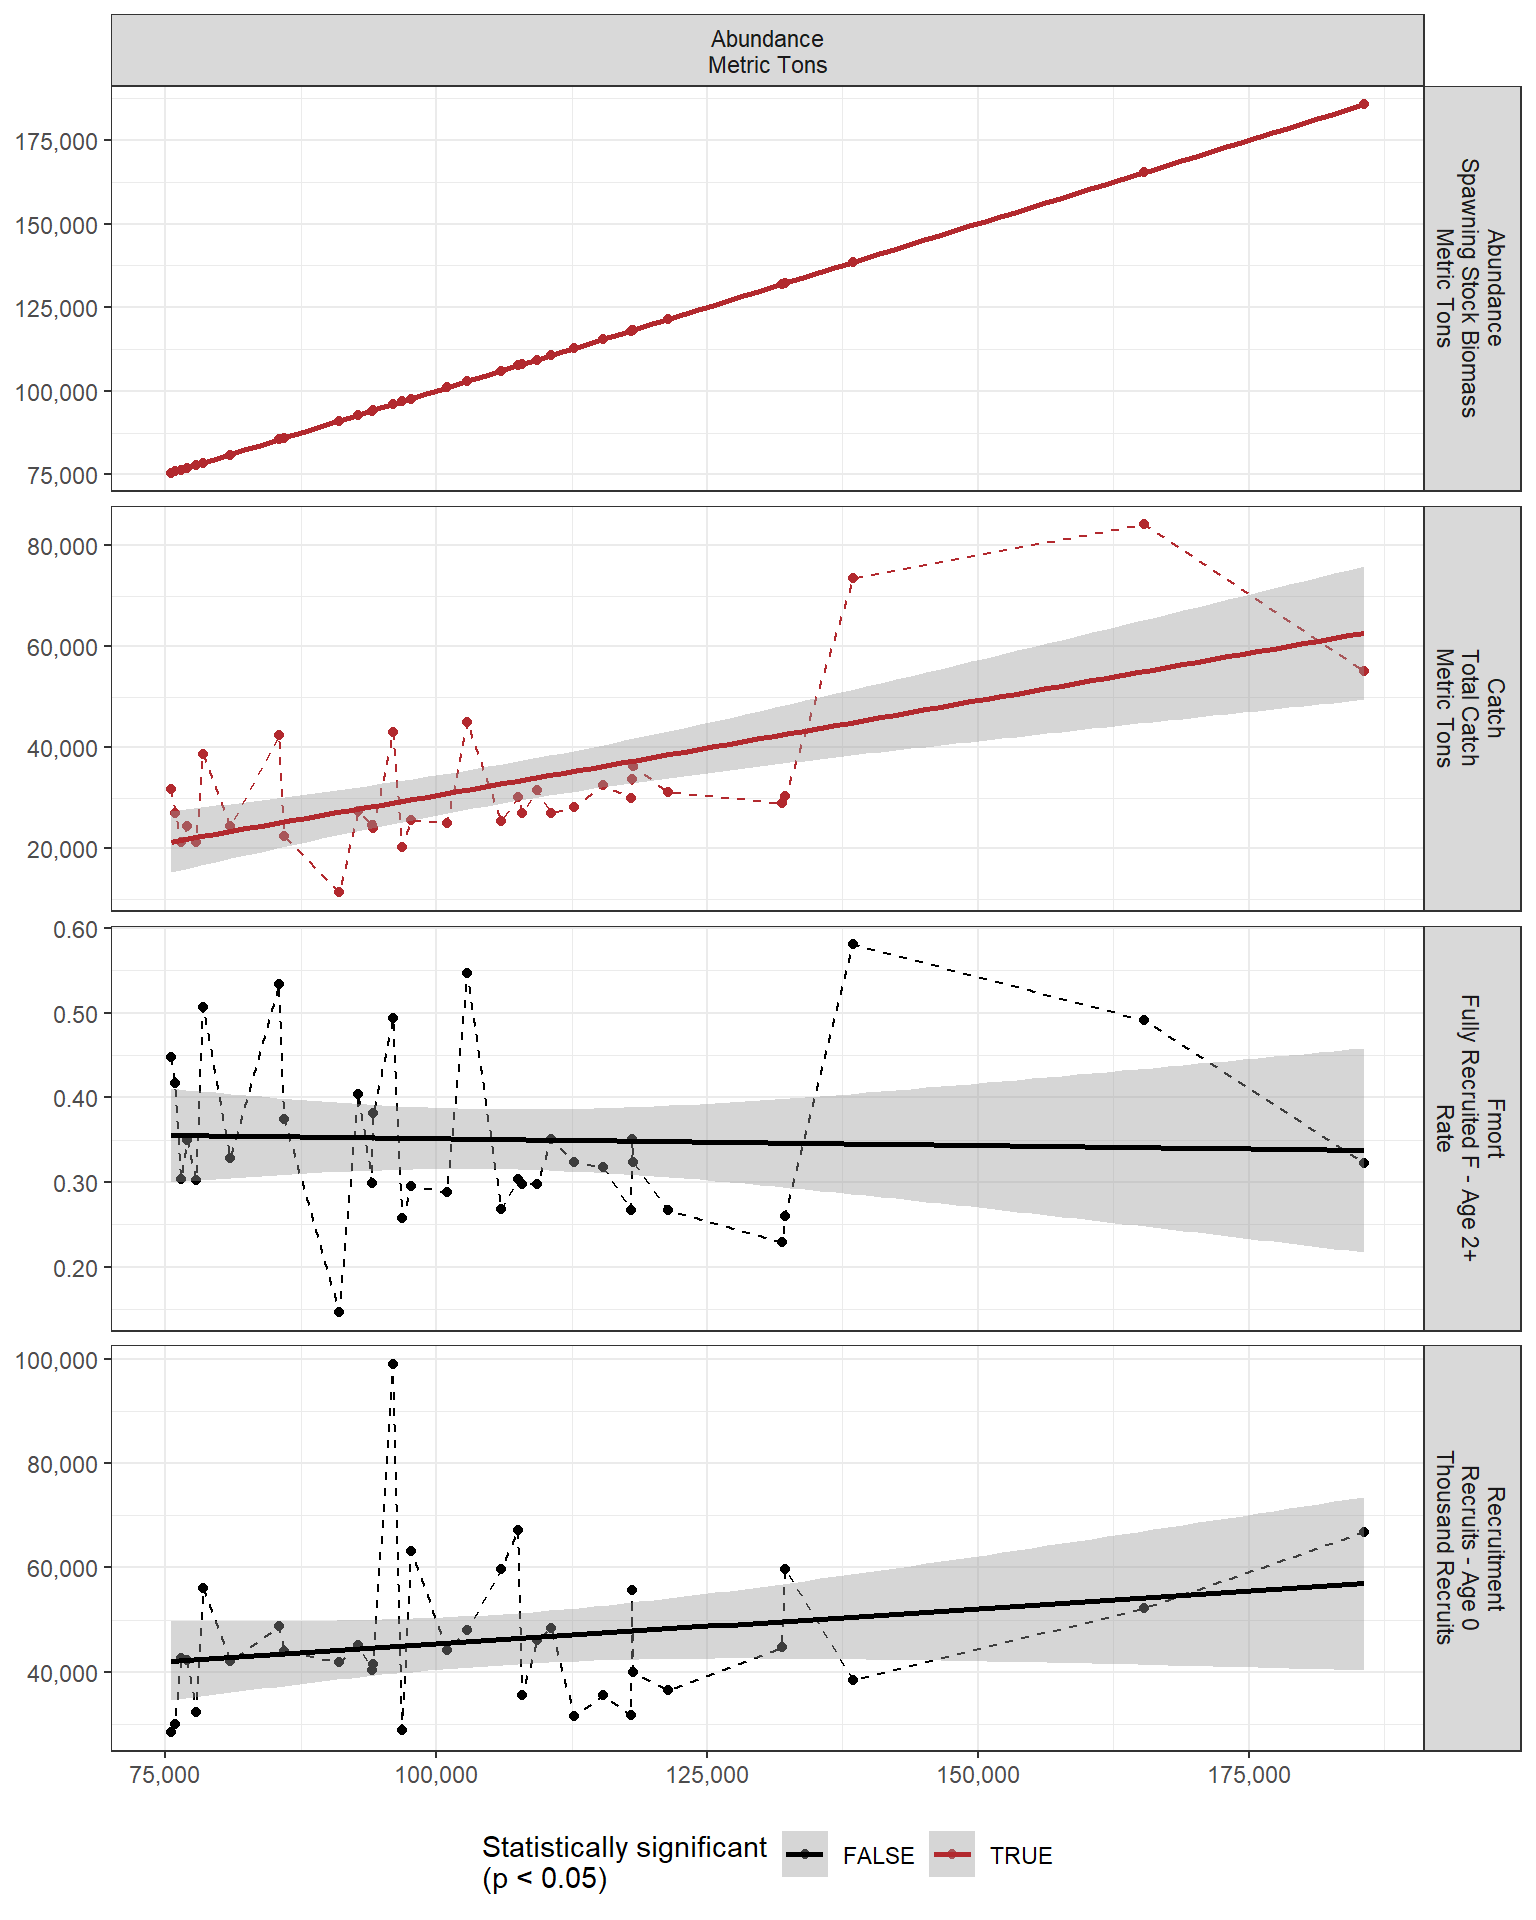 Abundance
Metric Tons
175,000
150,000
125,000
100,000
75,000
Abundance
Spawning Stock Biomass
Metric Tons
80,000
60,000
40,000
20,000
Catch
Total Catch
Metric Tons
0.60
0.50
0.40
0.30
0.20
Fmort
Fully Recruited F - Age 2+
Rate
100,000
80,000
60,000
40,000
Recruitment
Recruits - Age 0
Thousand Recruits
75,000
100,000
125,000
150,000
175,000
Statistically significant
(p < 0.05)
FALSE
TRUE